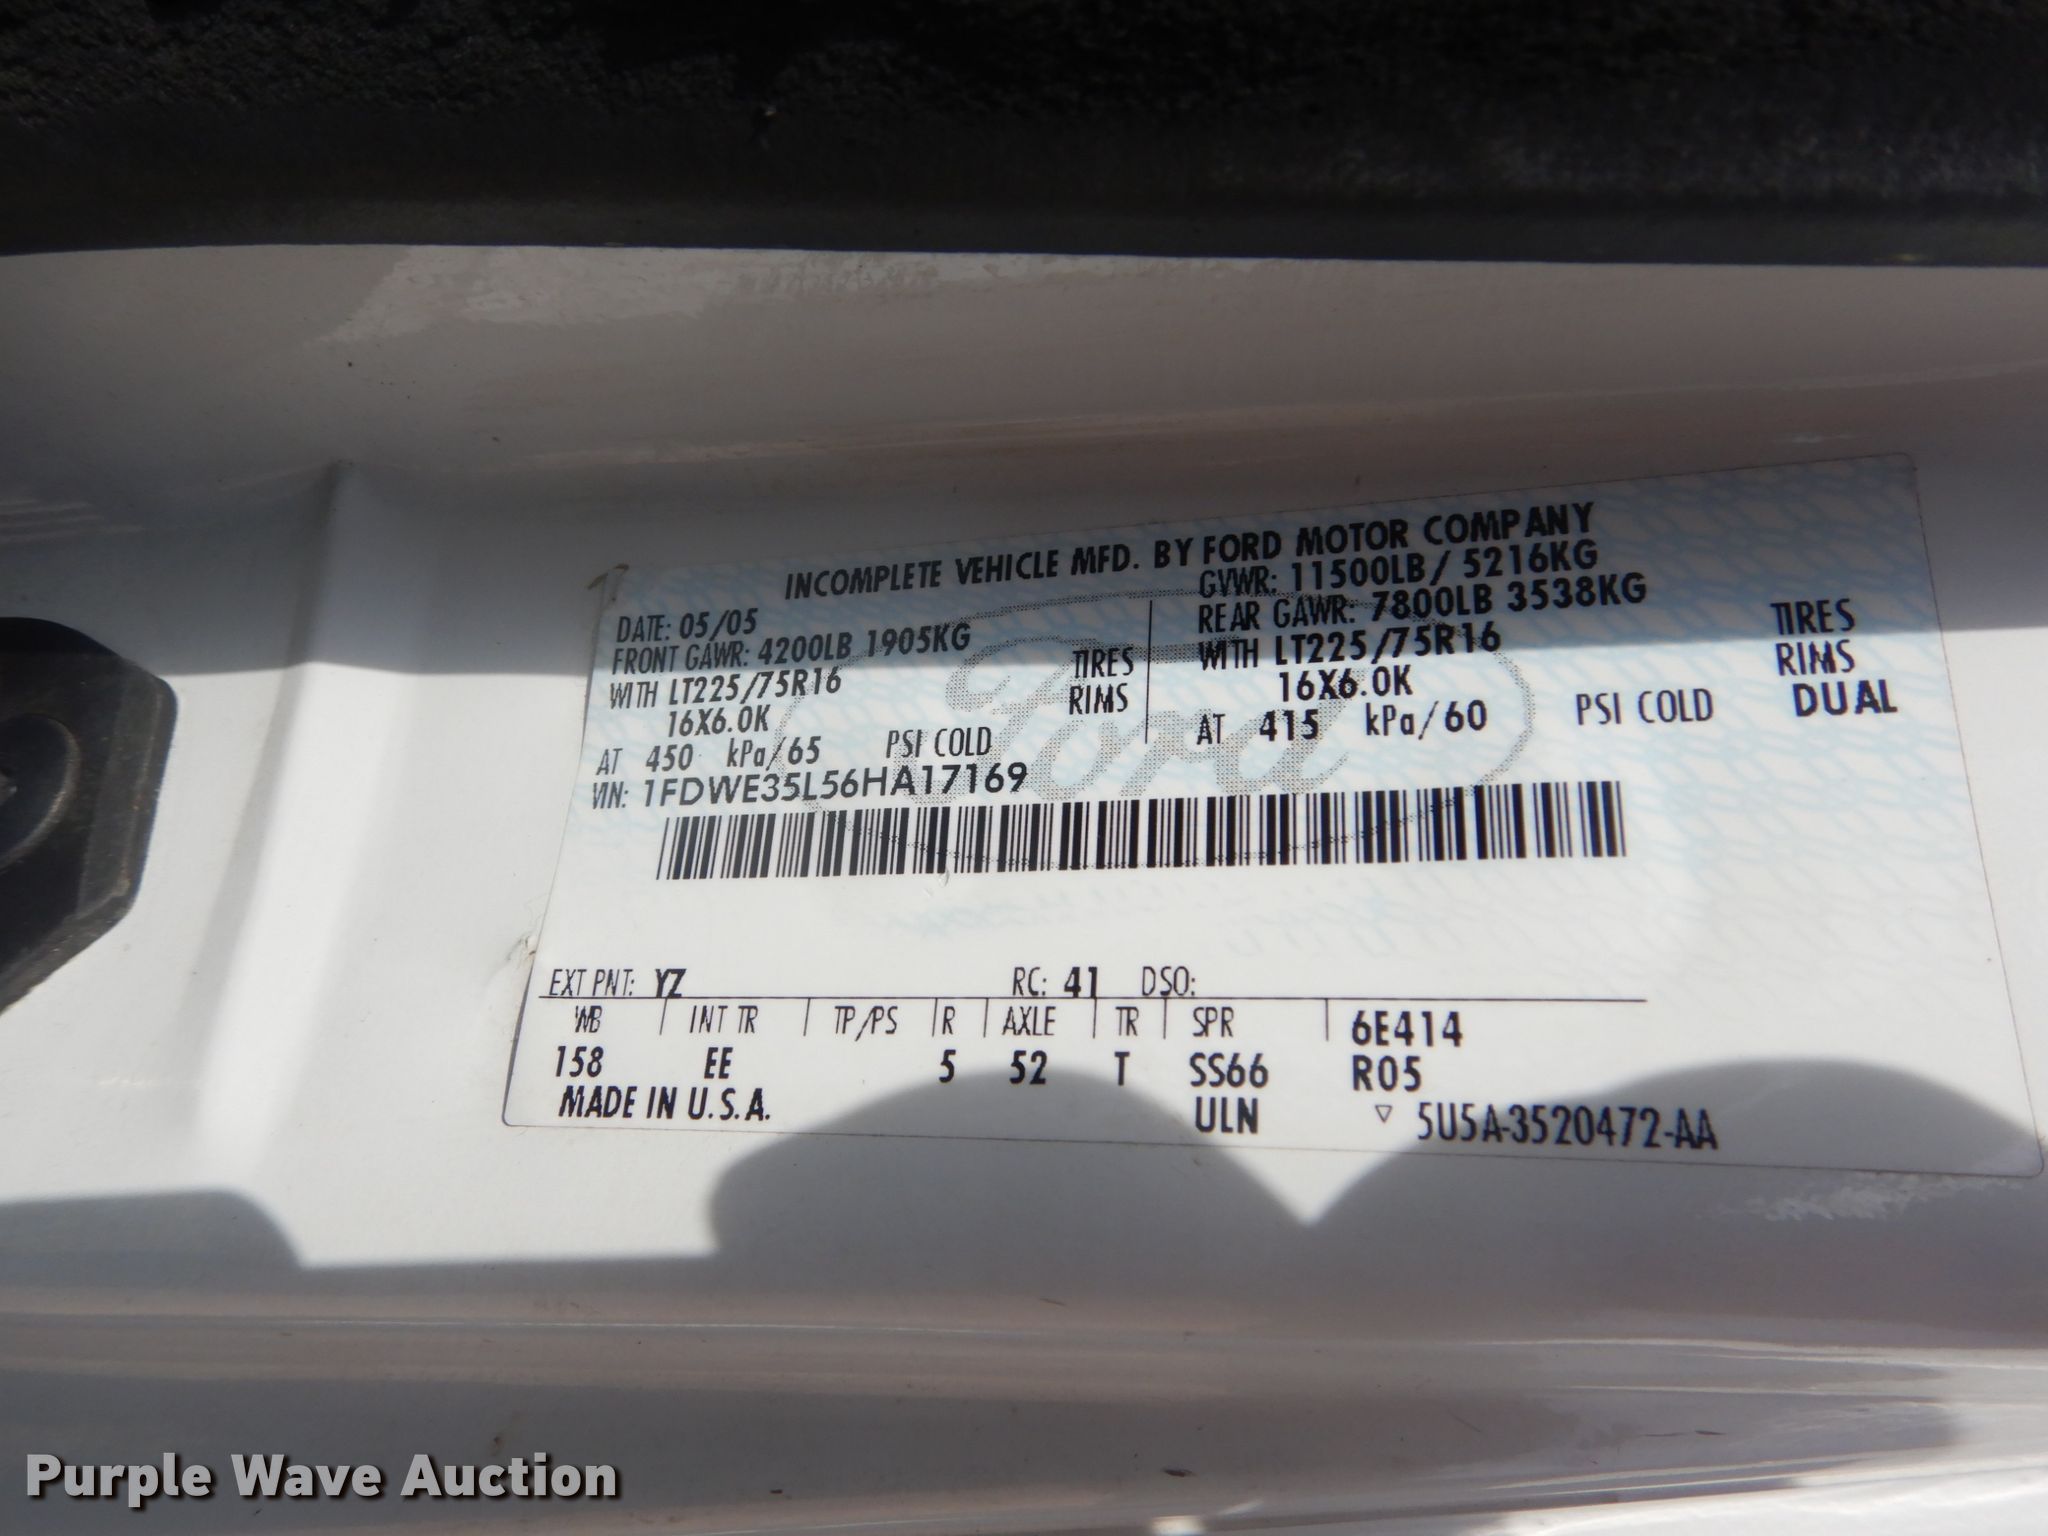 INCOMPLETE VEHICLE MFD. BY FORD MOTOR COMPANY
DATE: 05/05
GVWR: 11500LB / 5216KG
FRONT GAWR: 4200LB 1905KG
REAR GAWR: 7800LB 3538KG
WITH LT225/75R16 TIRES
WITH LT225/75R16 TIRES
16X6.0K RIMS
16X6.0K RIMS
AT 450 kPa/65 PSI COLD
AT 415 kPa/60 PSI COLD DUAL
VIN: 1FDWE35L56HA17169
Ford
EXT PNT: YZ RC: 41 DSO:
WB | INT TR | TP/PS | R | AXLE | TR | SPR | 6E414
158 EE 5 52 T SS66 R05
MADE IN U.S.A. ULN ▽ 5U5A-3520472-AA
Purple Wave Auction